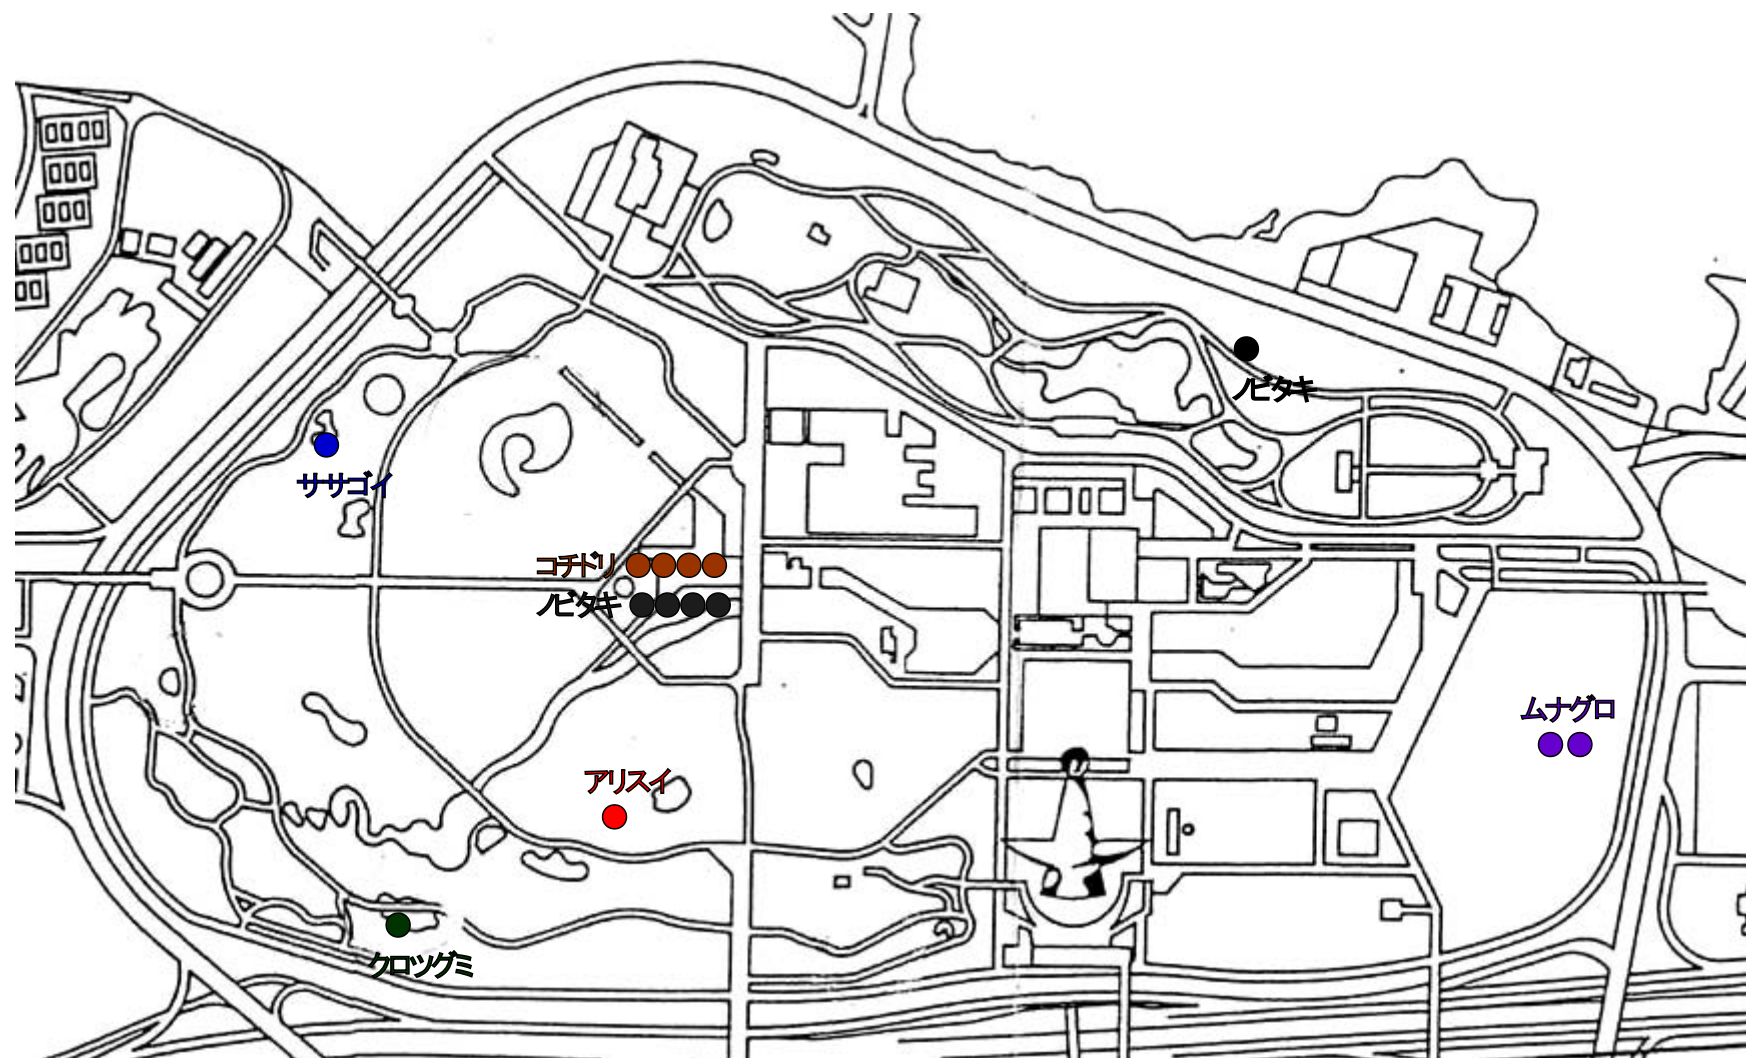 ノビタキ
ササゴイ
コチドリ
ノビタキ
ムナグロ
アリスイ
クロツグミ